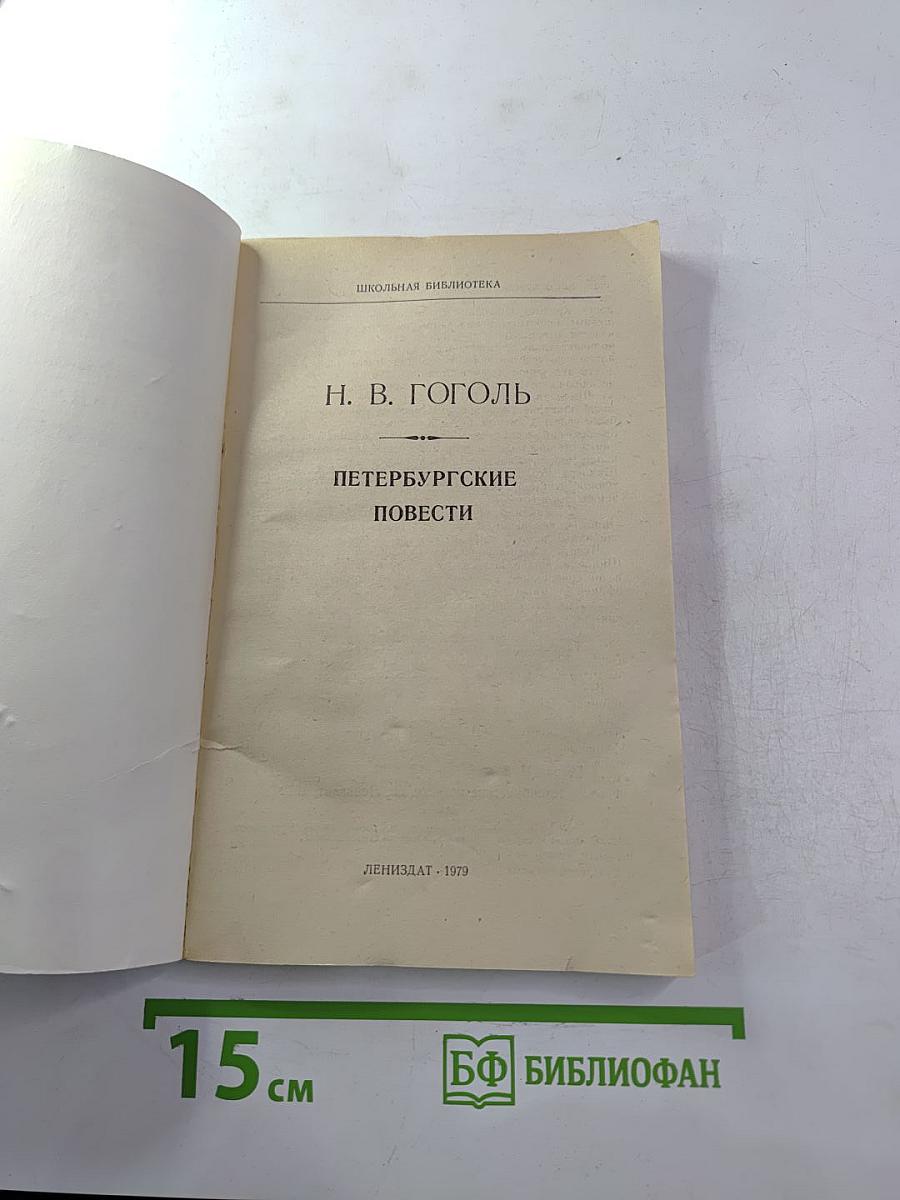 ШКОЛЬНАЯ БИБЛИОТЕКА
Н. В. ГОГОЛЬ
ПЕТЕРБУРГСКИЕ
ПОВЕСТИ
ЛЕНИЗДАТ · 1979
15 см
БФ БИБЛИОФАН